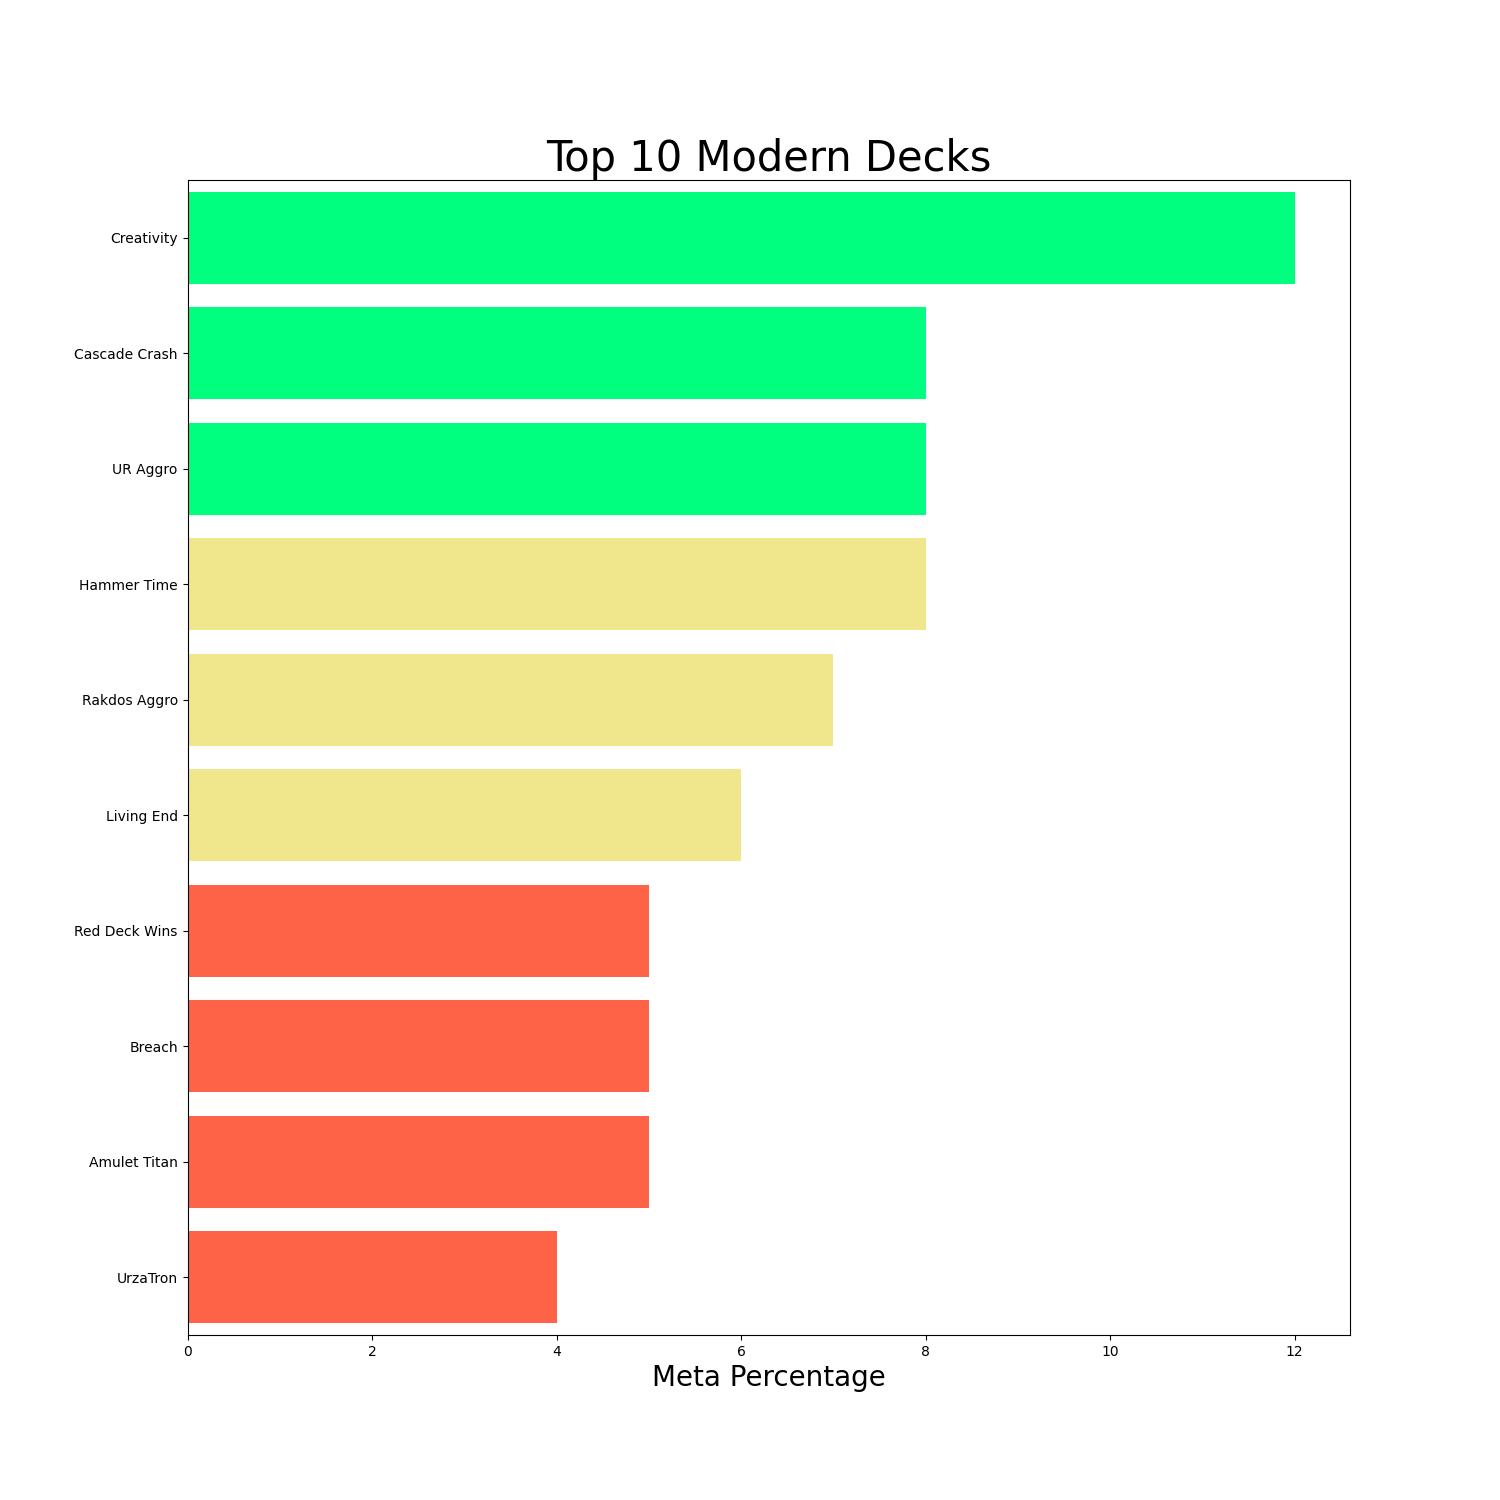 Top 10 Modern Decks
Creativity
Cascade Crash
UR Aggro
Hammer Time
Rakdos Aggro
Living End
Red Deck Wins
Breach
Amulet Titan
UrzaTron
0 2 4 6 8 10 12
Meta Percentage